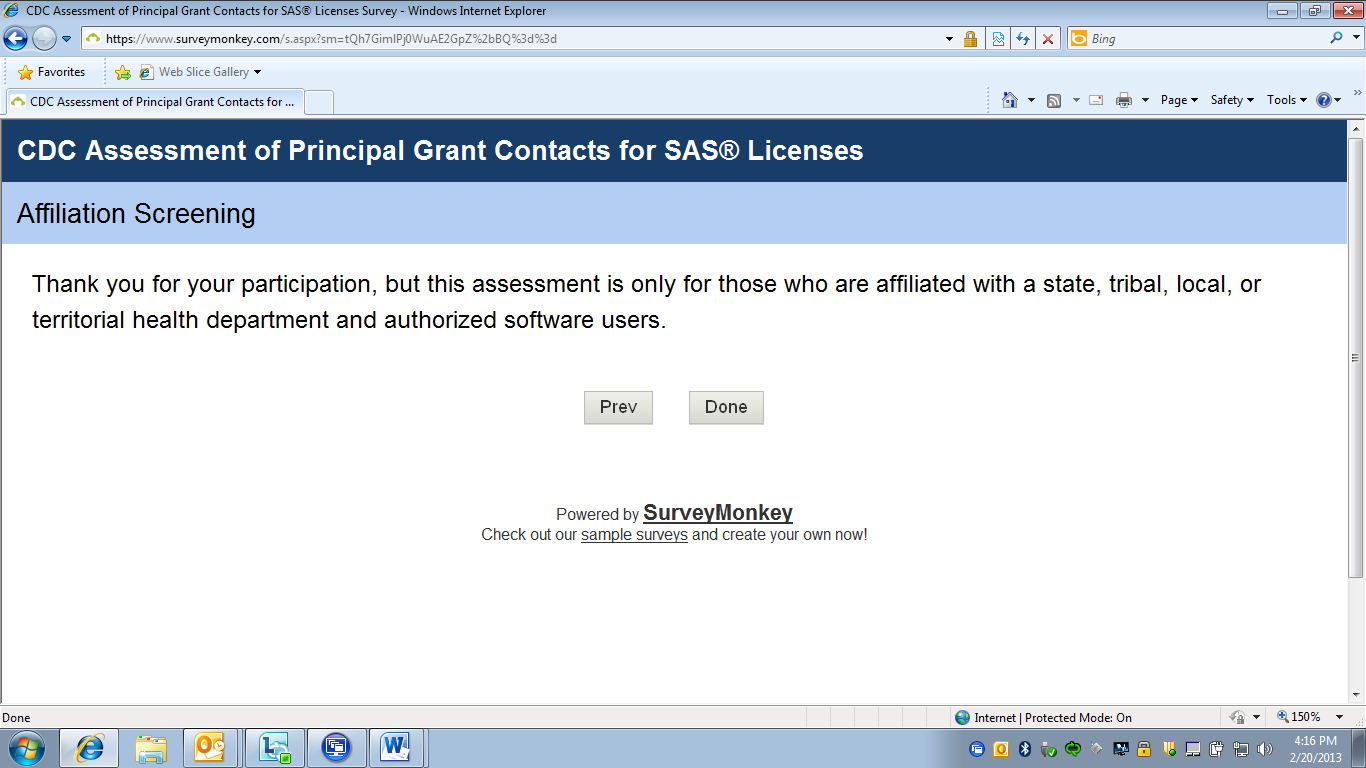 CDC Assessment of Principal Grant Contacts for SAS® Licenses Survey - Windows Internet Explorer
https://www.surveymonkey.com/s.aspx?sm=tQh7GimIPj0WuAE2GpZ%2bBQ%3d%3d
Bing
Favorites
Web Slice Gallery
CDC Assessment of Principal Grant Contacts for ...
Page
Safety
Tools
CDC Assessment of Principal Grant Contacts for SAS® Licenses
Affiliation Screening
Thank you for your participation, but this assessment is only for those who are affiliated with a state, tribal, local, or
territorial health department and authorized software users.
Prev
Done
Powered by SurveyMonkey
Check out our sample surveys and create your own now!
Done
Internet | Protected Mode: On
150%
4:16 PM
2/20/2013